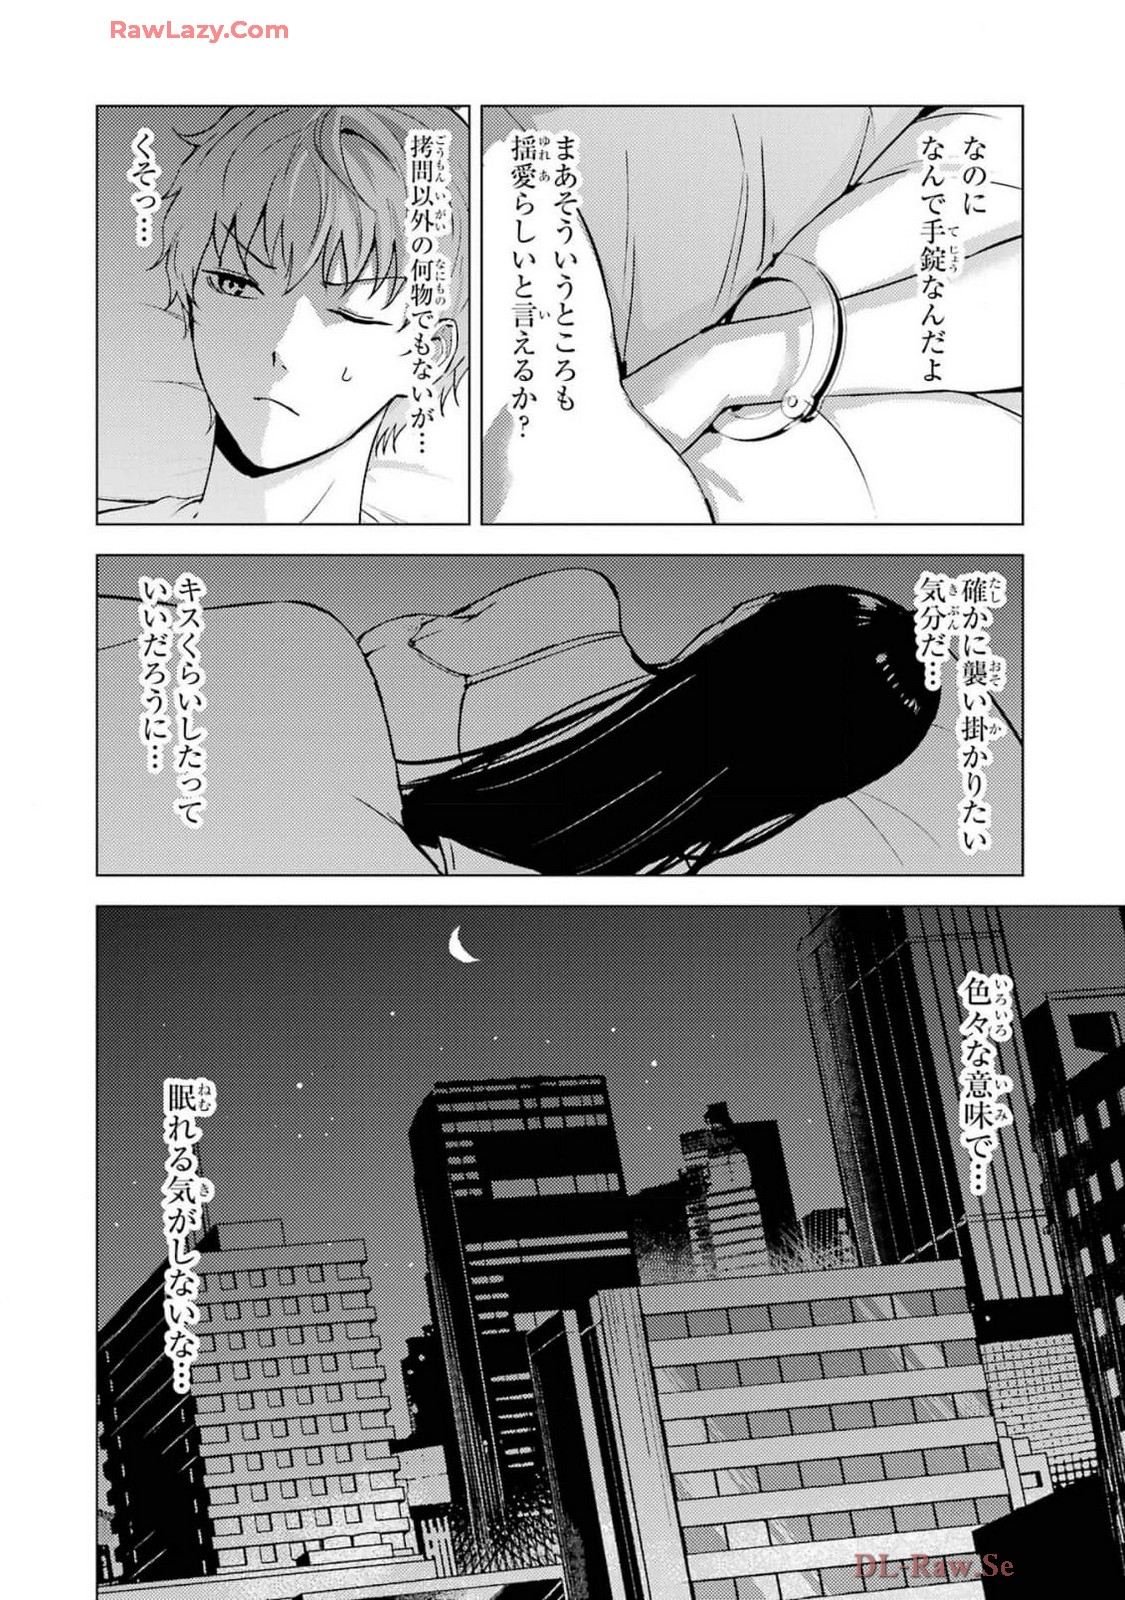 RawLazy.Com
なのに
なんで手錠なんだよ
まあそういうところも
揺愛らしいと言えるか?
拷問以外の何物でもないが…
くそっ…
確かに襲い掛かりたい
気分だ…
キスくらいしたって
いいだろうに…
色々な意味で…
眠れる気がしないな…
DL-Raw.Se